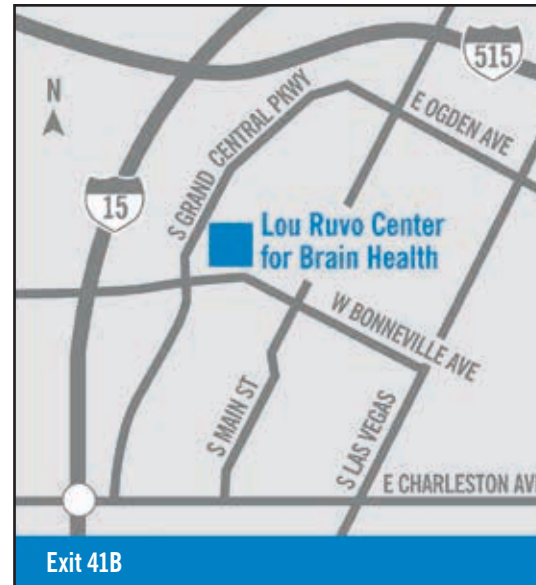 515
N
E OGDEN AVE
S GRAND CENTRAL PKWY
15
Lou Ruvo Center
for Brain Health
W BONNEVILLE AVE
S MAIN ST
S LAS VEGAS
E CHARLESTON AVE
Exit 41B